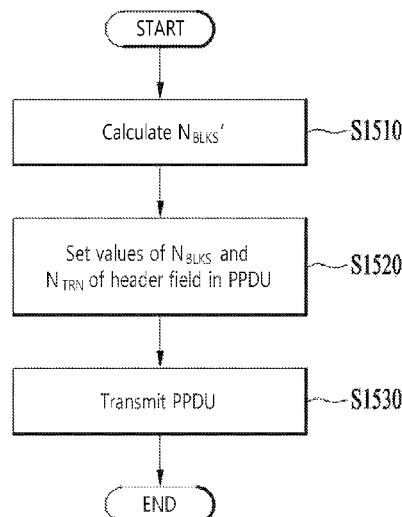 START
Calculate N_BLKS'
S1510
Set values of N_BLKS and
N_TRN of header field in PPDU
S1520
Transmit PPDU
S1530
END